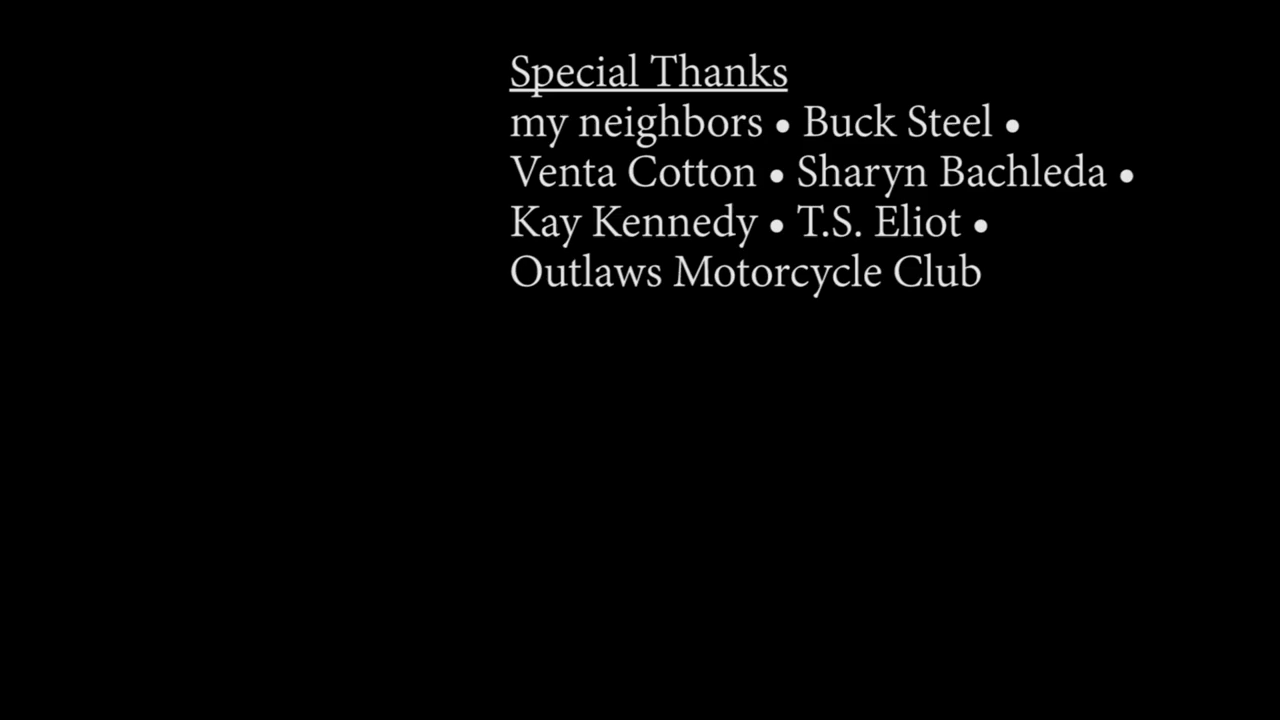 Special Thanks
my neighbors • Buck Steel •
Venta Cotton • Sharyn Bachleda •
Kay Kennedy • T.S. Eliot •
Outlaws Motorcycle Club